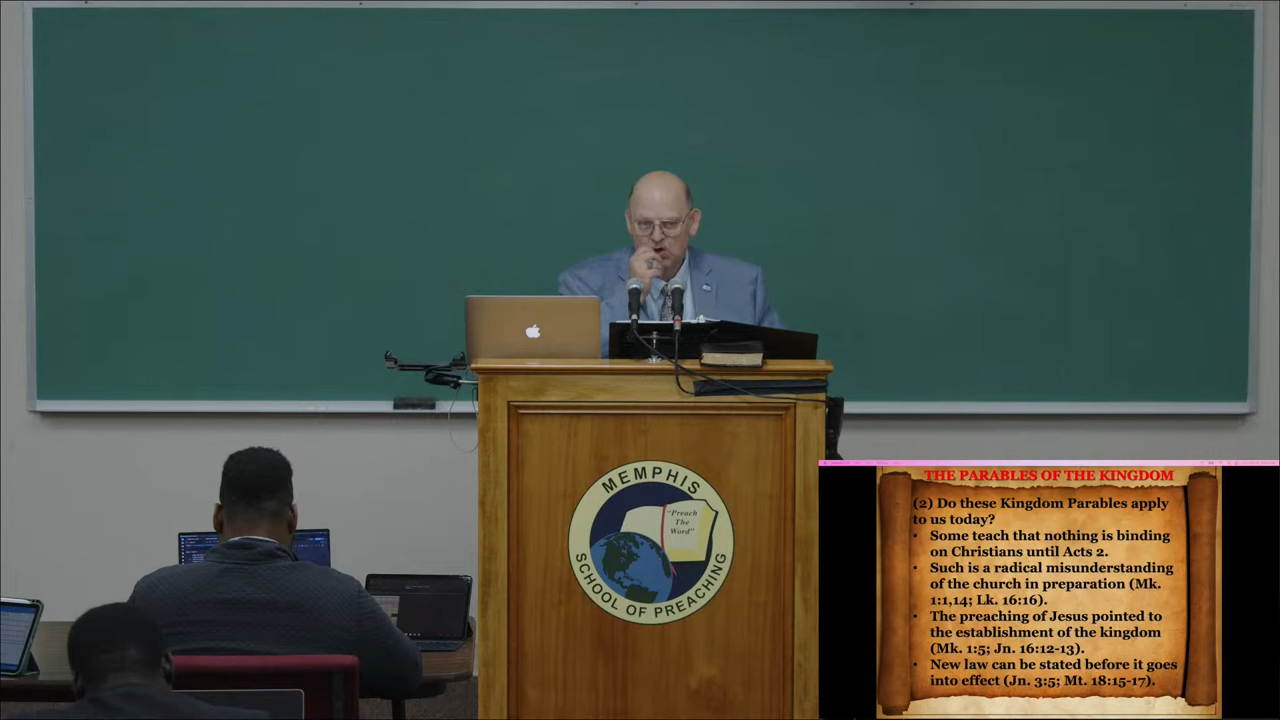 MEMPHIS
"Preach
The
Word"
SCHOOL OF PREACHING
THE PARABLES OF THE KINGDOM
(2) Do these Kingdom Parables apply
to us today?
• Some teach that nothing is binding
on Christians until Acts 2.
• Such is a radical misunderstanding
of the church in preparation (Mk.
1:1,14; Lk. 16:16).
• The preaching of Jesus pointed to
the establishment of the kingdom
(Mk. 1:5; Jn. 16:12-13).
• New law can be stated before it goes
into effect (Jn. 3:5; Mt. 18:15-17).